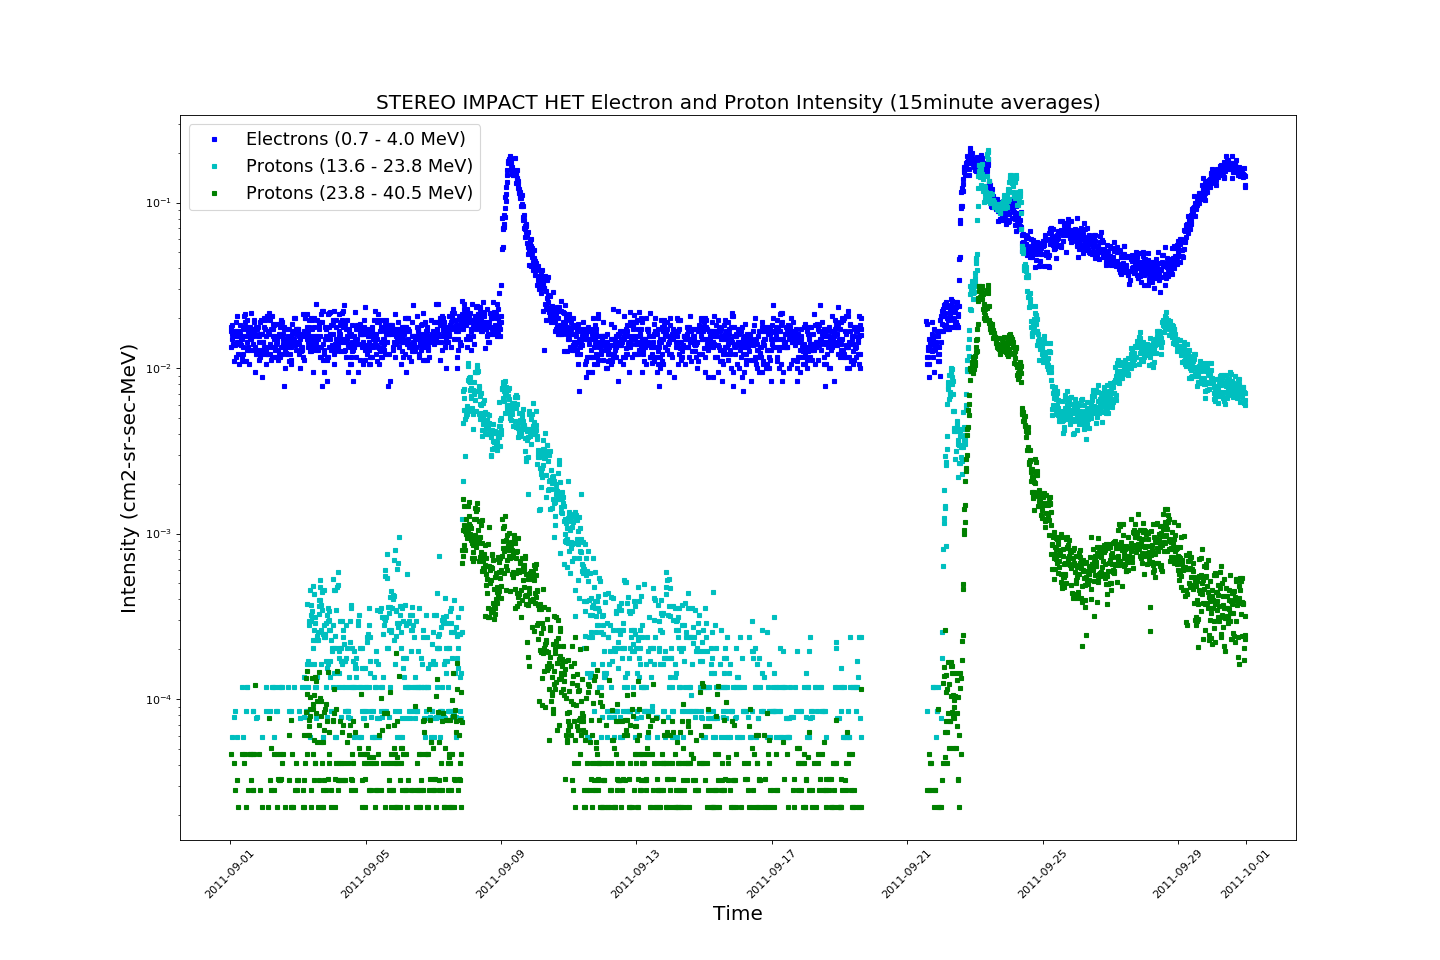 STEREO IMPACT HET Electron and Proton Intensity (15minute averages)
Electrons (0.7 - 4.0 MeV)
Protons (13.6 - 23.8 MeV)
Protons (23.8 - 40.5 MeV)
Intensity (cm2-sr-sec-MeV)
10⁻¹
10⁻²
10⁻³
10⁻⁴
2011-09-01
2011-09-05
2011-09-09
2011-09-13
2011-09-17
2011-09-21
2011-09-25
2011-09-29
2011-10-01
Time